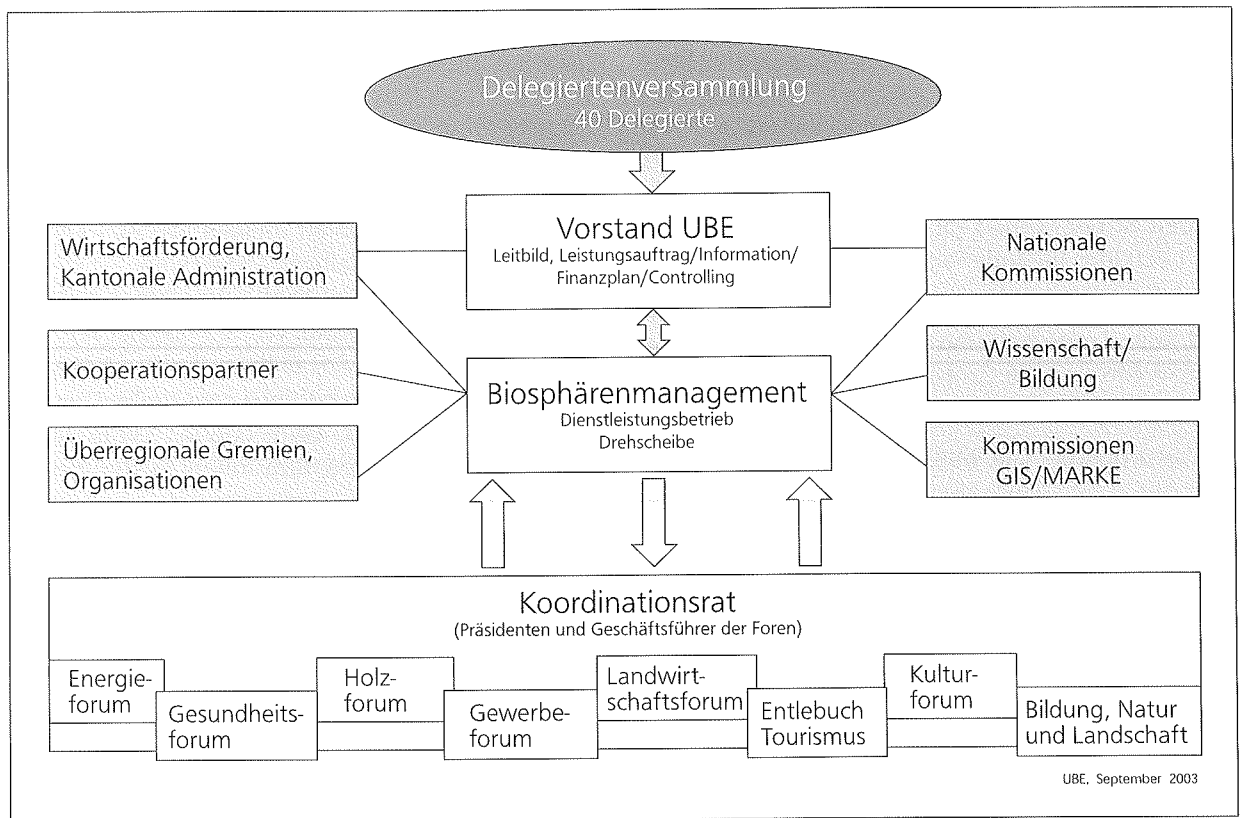 Delegiertenversammlung
40 Delegierte
Vorstand UBE
Leitbild, Leistungsauftrag/Information/
Finanzplan/Controlling
Wirtschaftsförderung,
Kantonale Administration
Nationale
Kommissionen
Kooperationspartner
Biosphärenmanagement
Dienstleistungsbetrieb
Drehscheibe
Wissenschaft/
Bildung
Überregionale Gremien,
Organisationen
Kommissionen
GIS/MARKE
Koordinationsrat
(Präsidenten und Geschäftsführer der Foren)
Energie-
forum
Gesundheits-
forum
Holz-
forum
Gewerbe-
forum
Landwirt-
schaftsforum
Entlebuch
Tourismus
Kultur-
forum
Bildung, Natur
und Landschaft
UBE, September 2003